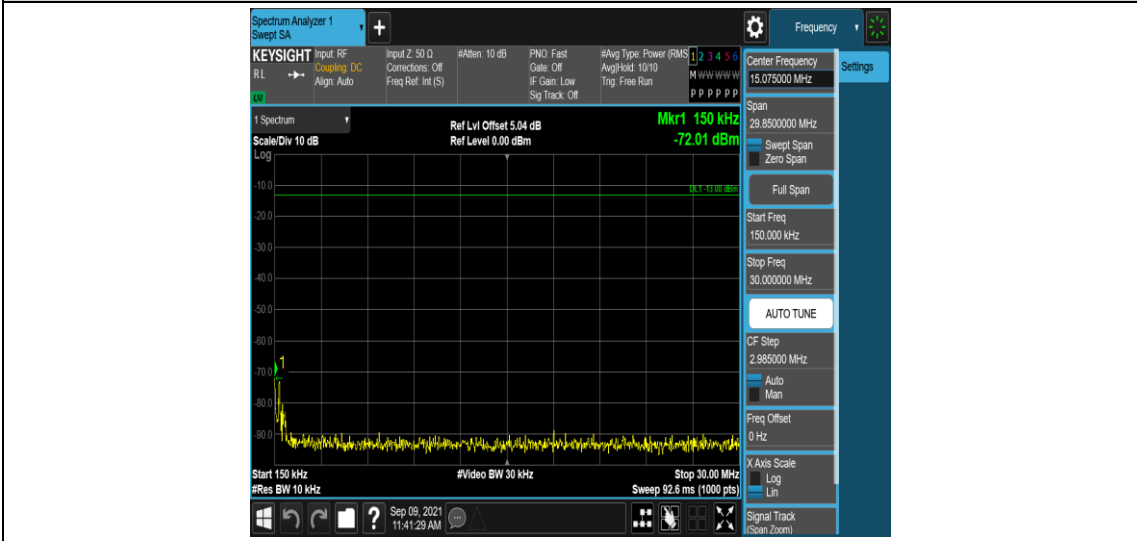 Spectrum Analyzer 1
Swept SA
+
Frequency
KEYSIGHT
RL
LXI
Input: RF
Coupling: DC
Align: Auto
Input Z: 50 Ω
Corrections: Off
Freq Ref: Int (S)
#Atten: 10 dB
PNO: Fast
Gate: Off
IF Gain: Low
Sig Track: Off
#Avg Type: Power (RMS
Avg|Hold: 10/10
Trig: Free Run
1 2 3 4 5 6
M W W W W W
P P P P P P
1 Spectrum
Scale/Div 10 dB
Log
Ref Lvl Offset 5.04 dB
Ref Level 0.00 dBm
Mkr1 150 kHz
-72.01 dBm
DL1 -13.00 dBm
-10.0
-20.0
-30.0
-40.0
-50.0
-60.0
-70.0
-80.0
-90.0
1
Start 150 kHz
#Res BW 10 kHz
#Video BW 30 kHz
Stop 30.00 MHz
Sweep 92.6 ms (1000 pts)
Center Frequency
15.075000 MHz
Settings
Span
29.8500000 MHz
Swept Span
Zero Span
Full Span
Start Freq
150.000 kHz
Stop Freq
30.000000 MHz
AUTO TUNE
CF Step
2.985000 MHz
Auto
Man
Freq Offset
0 Hz
X Axis Scale
Log
Lin
Signal Track
(Span Zoom)
?
Sep 09, 2021
11:41:29 AM